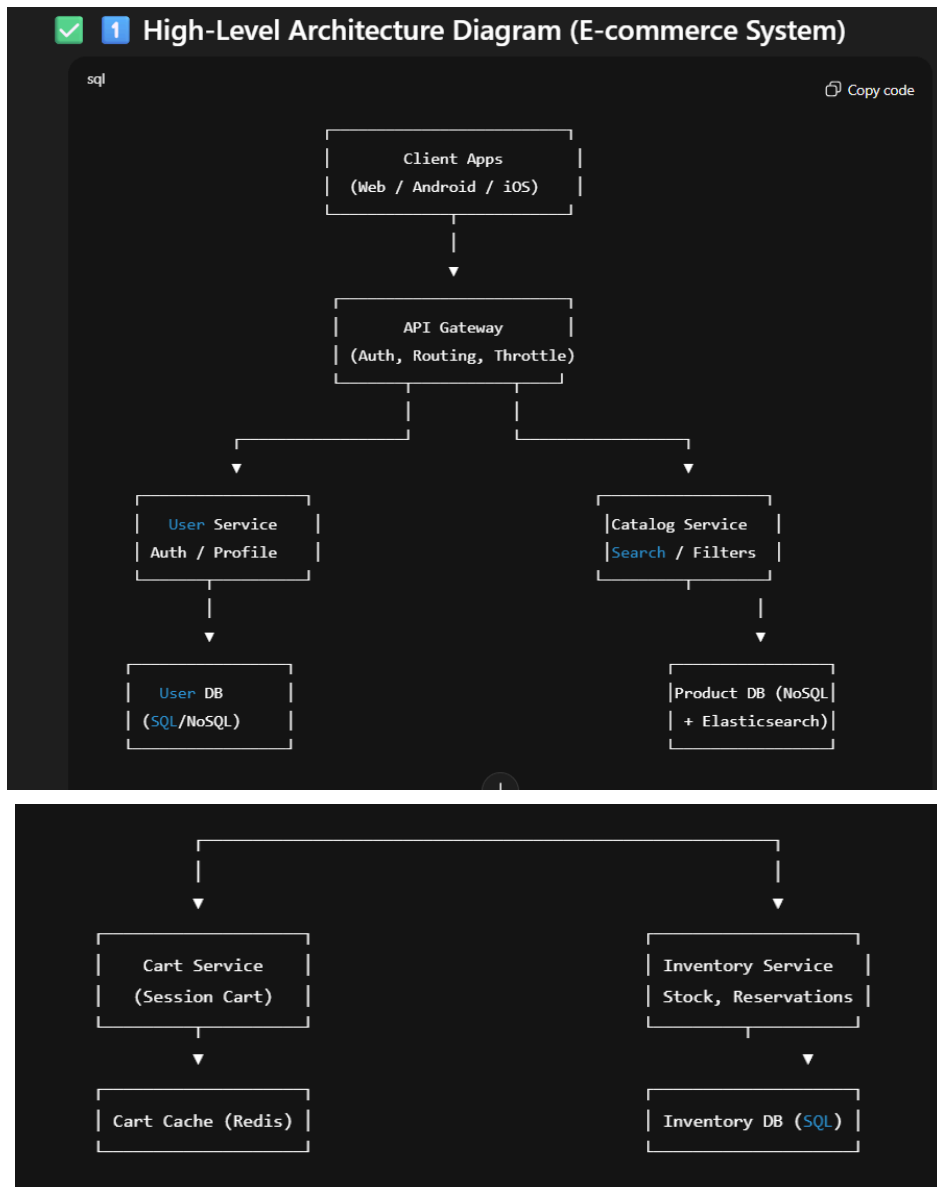 ✅ 1️⃣ High-Level Architecture Diagram (E-commerce System)
sql
Copy code
Client Apps
(Web / Android / iOS)
API Gateway
(Auth, Routing, Throttle)
User Service
Auth / Profile
Catalog Service
Search / Filters
User DB
(SQL/NoSQL)
Product DB (NoSQL
+ Elasticsearch)
Cart Service
(Session Cart)
Inventory Service
Stock, Reservations
Cart Cache (Redis)
Inventory DB (SQL)